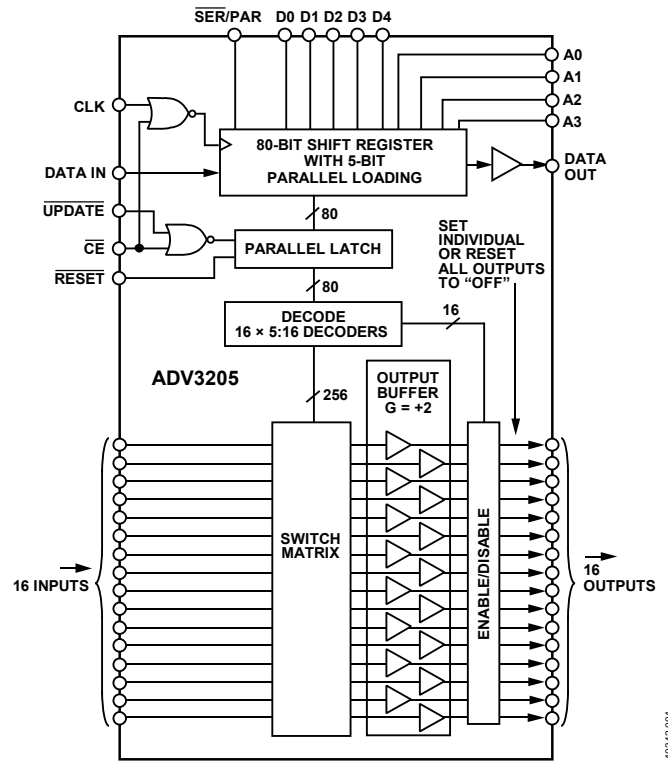 SER/PAR D0 D1 D2 D3 D4
A0
A1
A2
A3
CLK
80-BIT SHIFT REGISTER
WITH 5-BIT
PARALLEL LOADING
DATA IN
DATA
OUT
UPDATE
80
CE
PARALLEL LATCH
SET
INDIVIDUAL
OR RESET
ALL OUTPUTS
TO “OFF”
RESET
80
DECODE
16 × 5:16 DECODERS
16
ADV3205
256
OUTPUT
BUFFER
G = +2
SWITCH
MATRIX
ENABLE/DISABLE
16 INPUTS
16
OUTPUTS